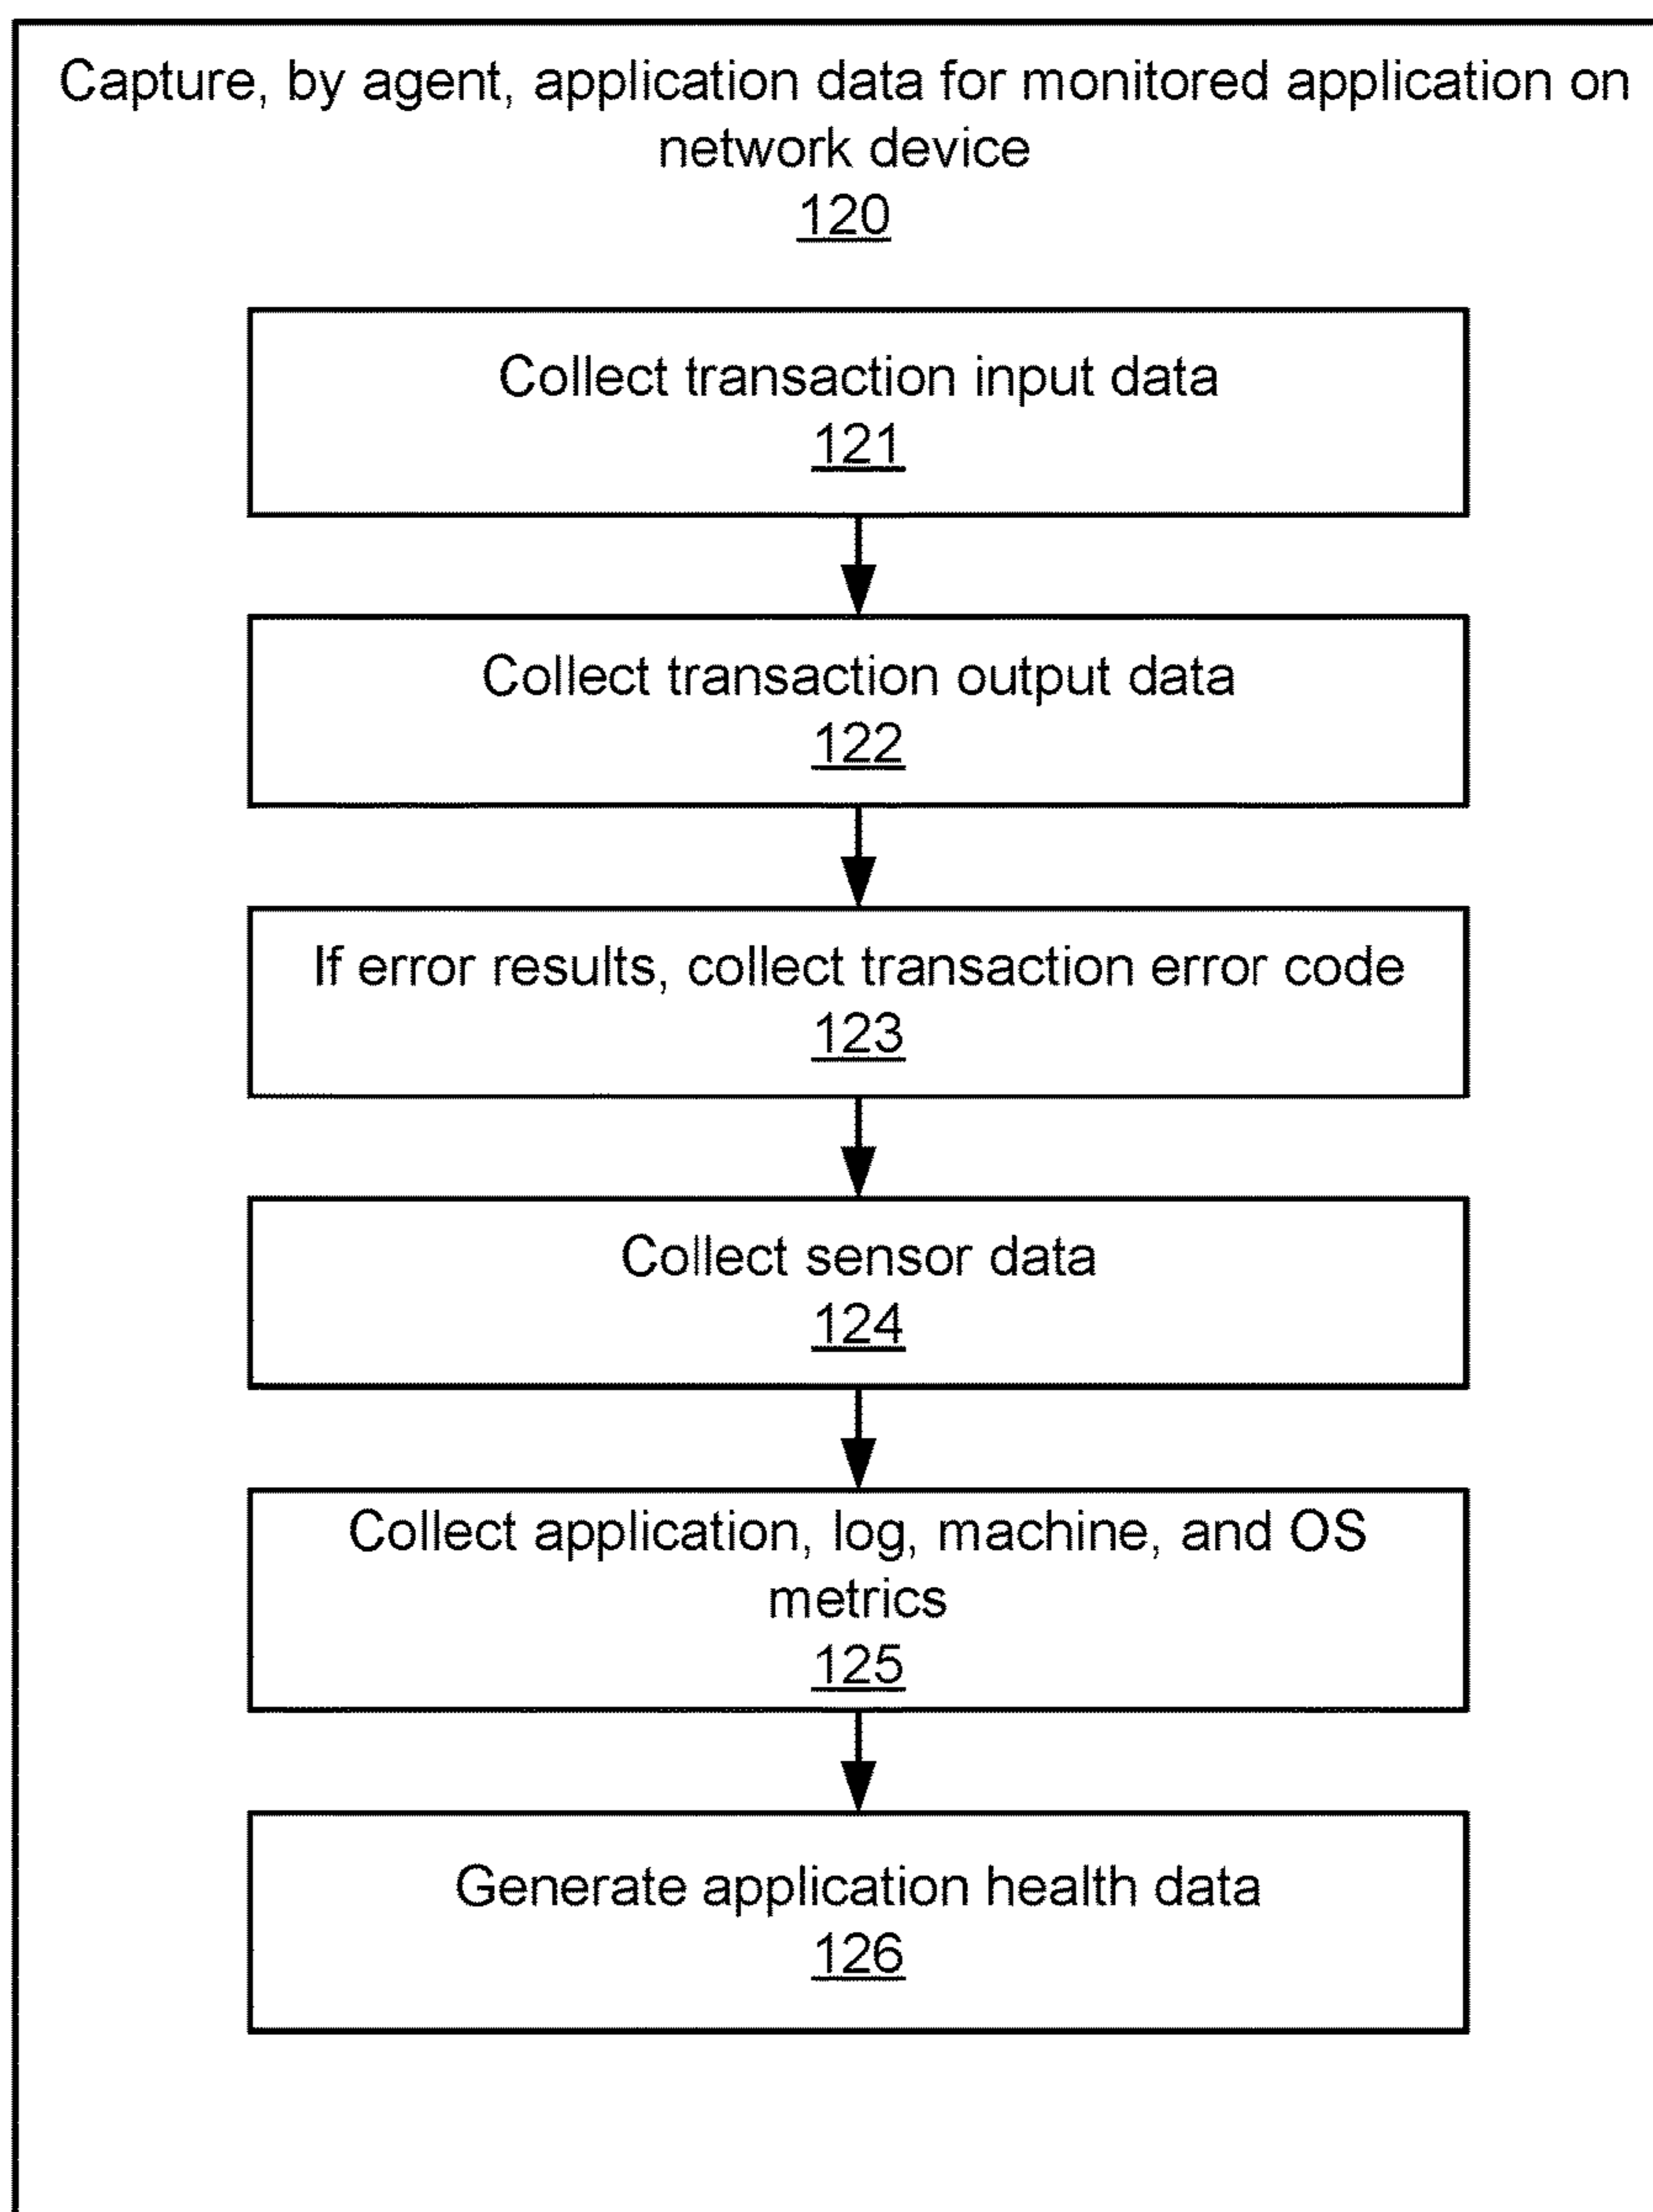 Capture, by agent, application data for monitored application on
network device
120
Collect transaction input data
121
Collect transaction output data
122
If error results, collect transaction error code
123
Collect sensor data
124
Collect application, log, machine, and OS
metrics
125
Generate application health data
126